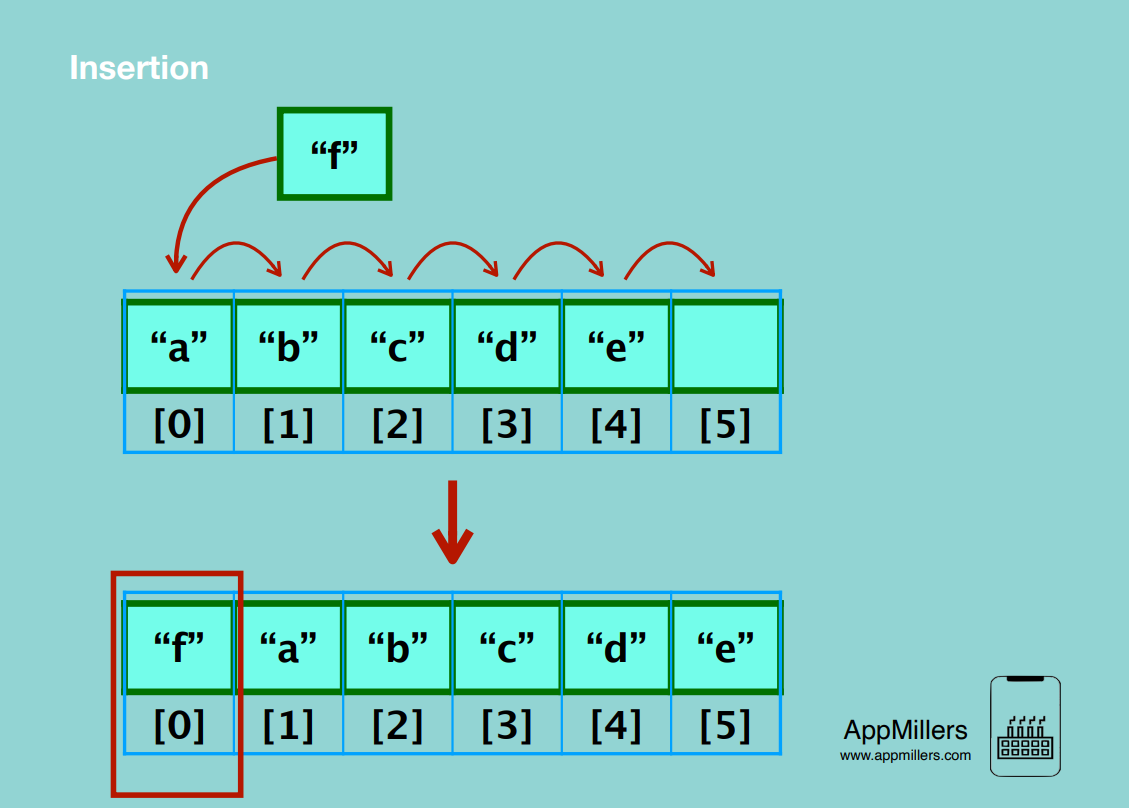 Insertion
“f”
“a” “b” “c” “d” “e”
[0] [1] [2] [3] [4] [5]
“f” “a” “b” “c” “d” “e”
[0] [1] [2] [3] [4] [5]
AppMillers
www.appmillers.com